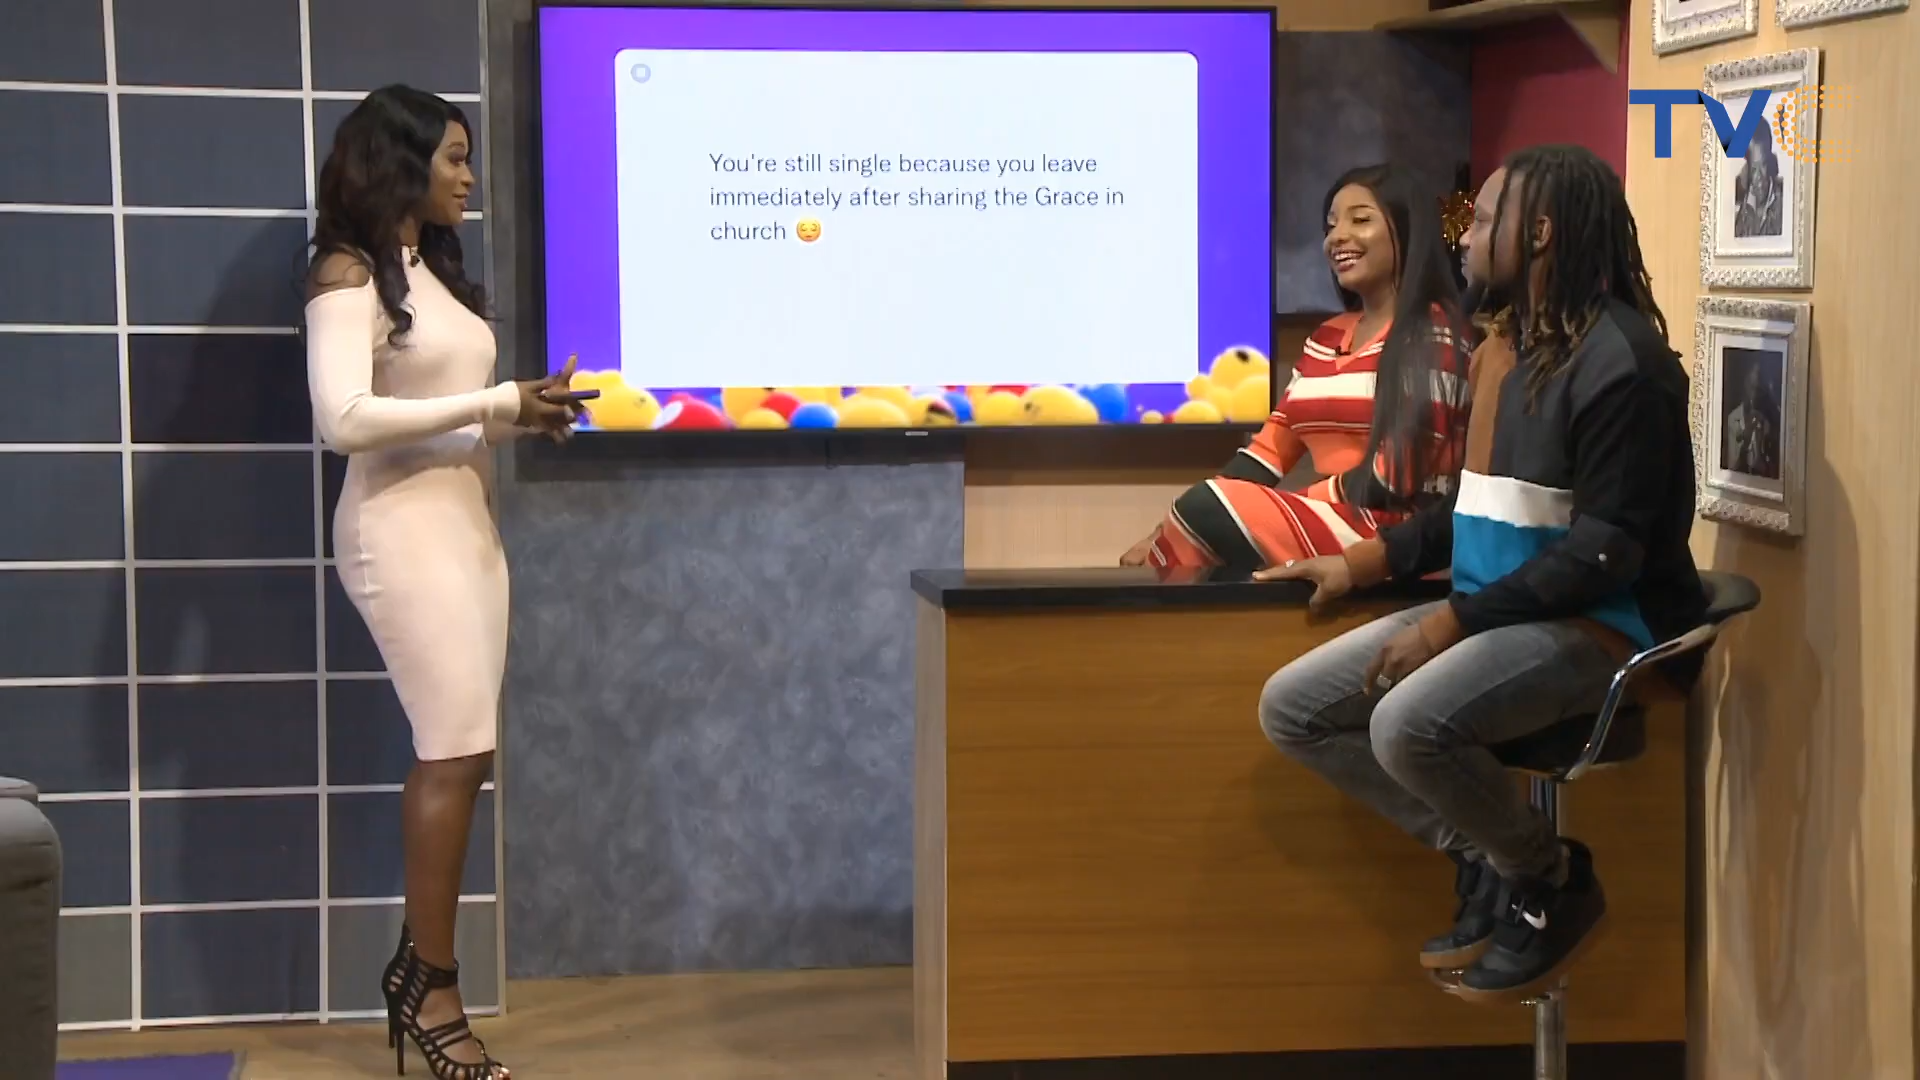 TVC
You're still single because you leave
immediately after sharing the Grace in
church 😔